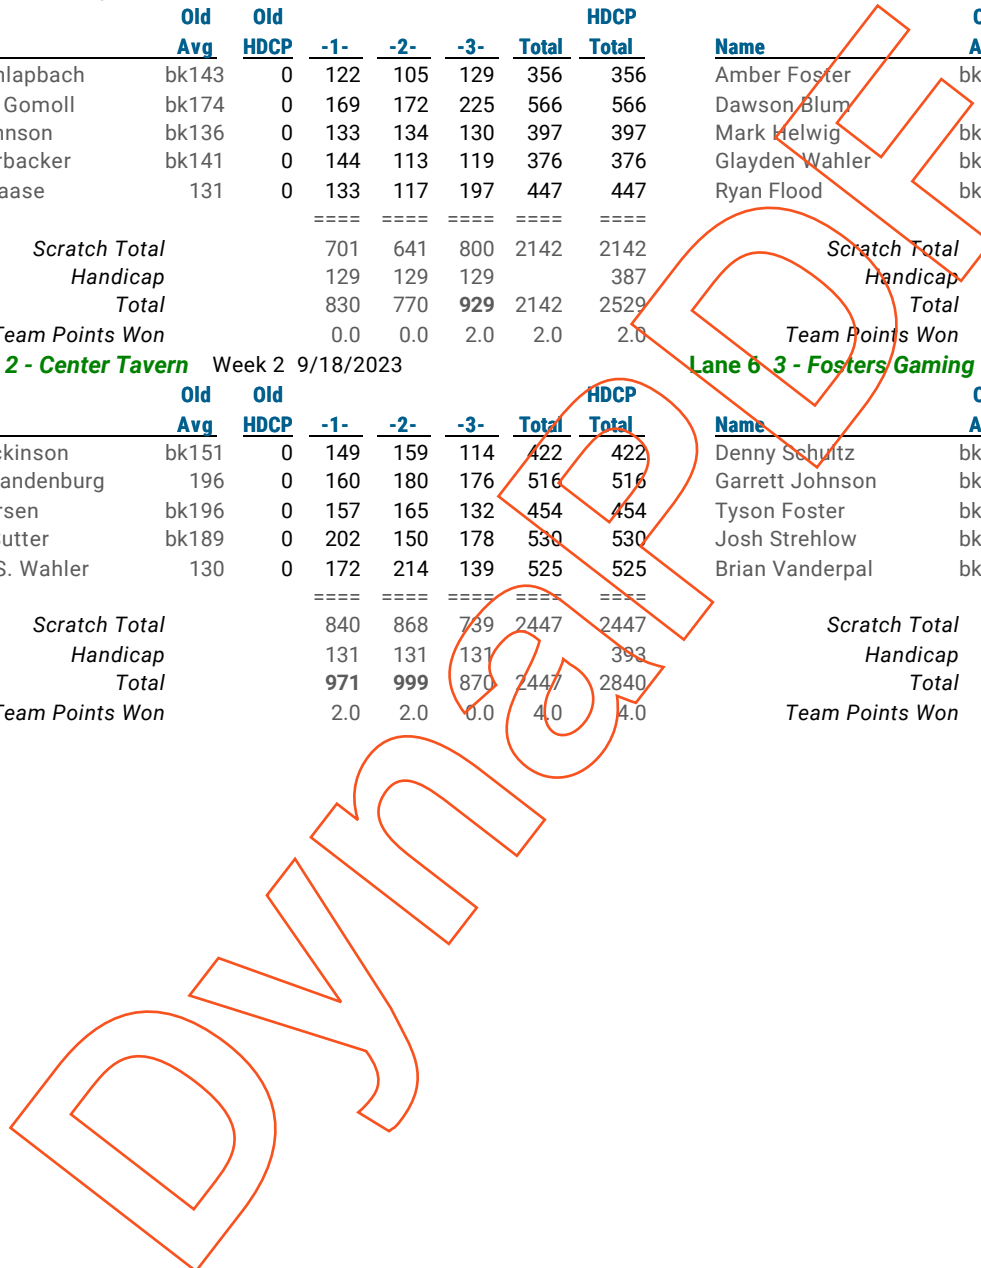 Old Old HDCP
Avg HDCP -1- -2- -3- Total Total Name
nlapbach bk143 0 122 105 129 356 356 Amber Foster bk
Gomoll bk174 0 169 172 225 566 566 Dawson Blum
nnson bk136 0 133 134 130 397 397 Mark Helwig bk
rbacker bk141 0 144 113 119 376 376 Glayden Wahler bk
aase 131 0 133 117 197 447 447 Ryan Flood bk
==== ==== ==== ==== ====
Scratch Total 701 641 800 2142 2142 Scratch Total
Handicap 129 129 129 387 Handicap
Total 830 770 929 2142 2529 Total
Team Points Won 0.0 0.0 2.0 2.0 2.0 Team Points Won
2 - Center Tavern Week 2 9/18/2023 Lane 6 3 - Fosters Gaming
Old Old HDCP
Avg HDCP -1- -2- -3- Total Total Name
ckinson bk151 0 149 159 114 422 422 Denny Schultz bk
andenburg 196 0 160 180 176 516 516 Garrett Johnson bk
rsen bk196 0 157 165 132 454 454 Tyson Foster bk
utter bk189 0 202 150 178 530 530 Josh Strehlow bk
S. Wahler 130 0 172 214 139 525 525 Brian Vanderpal bk
==== ==== ==== ==== ====
Scratch Total 840 868 739 2447 2447 Scratch Total
Handicap 131 131 131 393 Handicap
Total 971 999 870 2447 2840 Total
Team Points Won 2.0 2.0 0.0 4.0 4.0 Team Points Won
DynaPDF